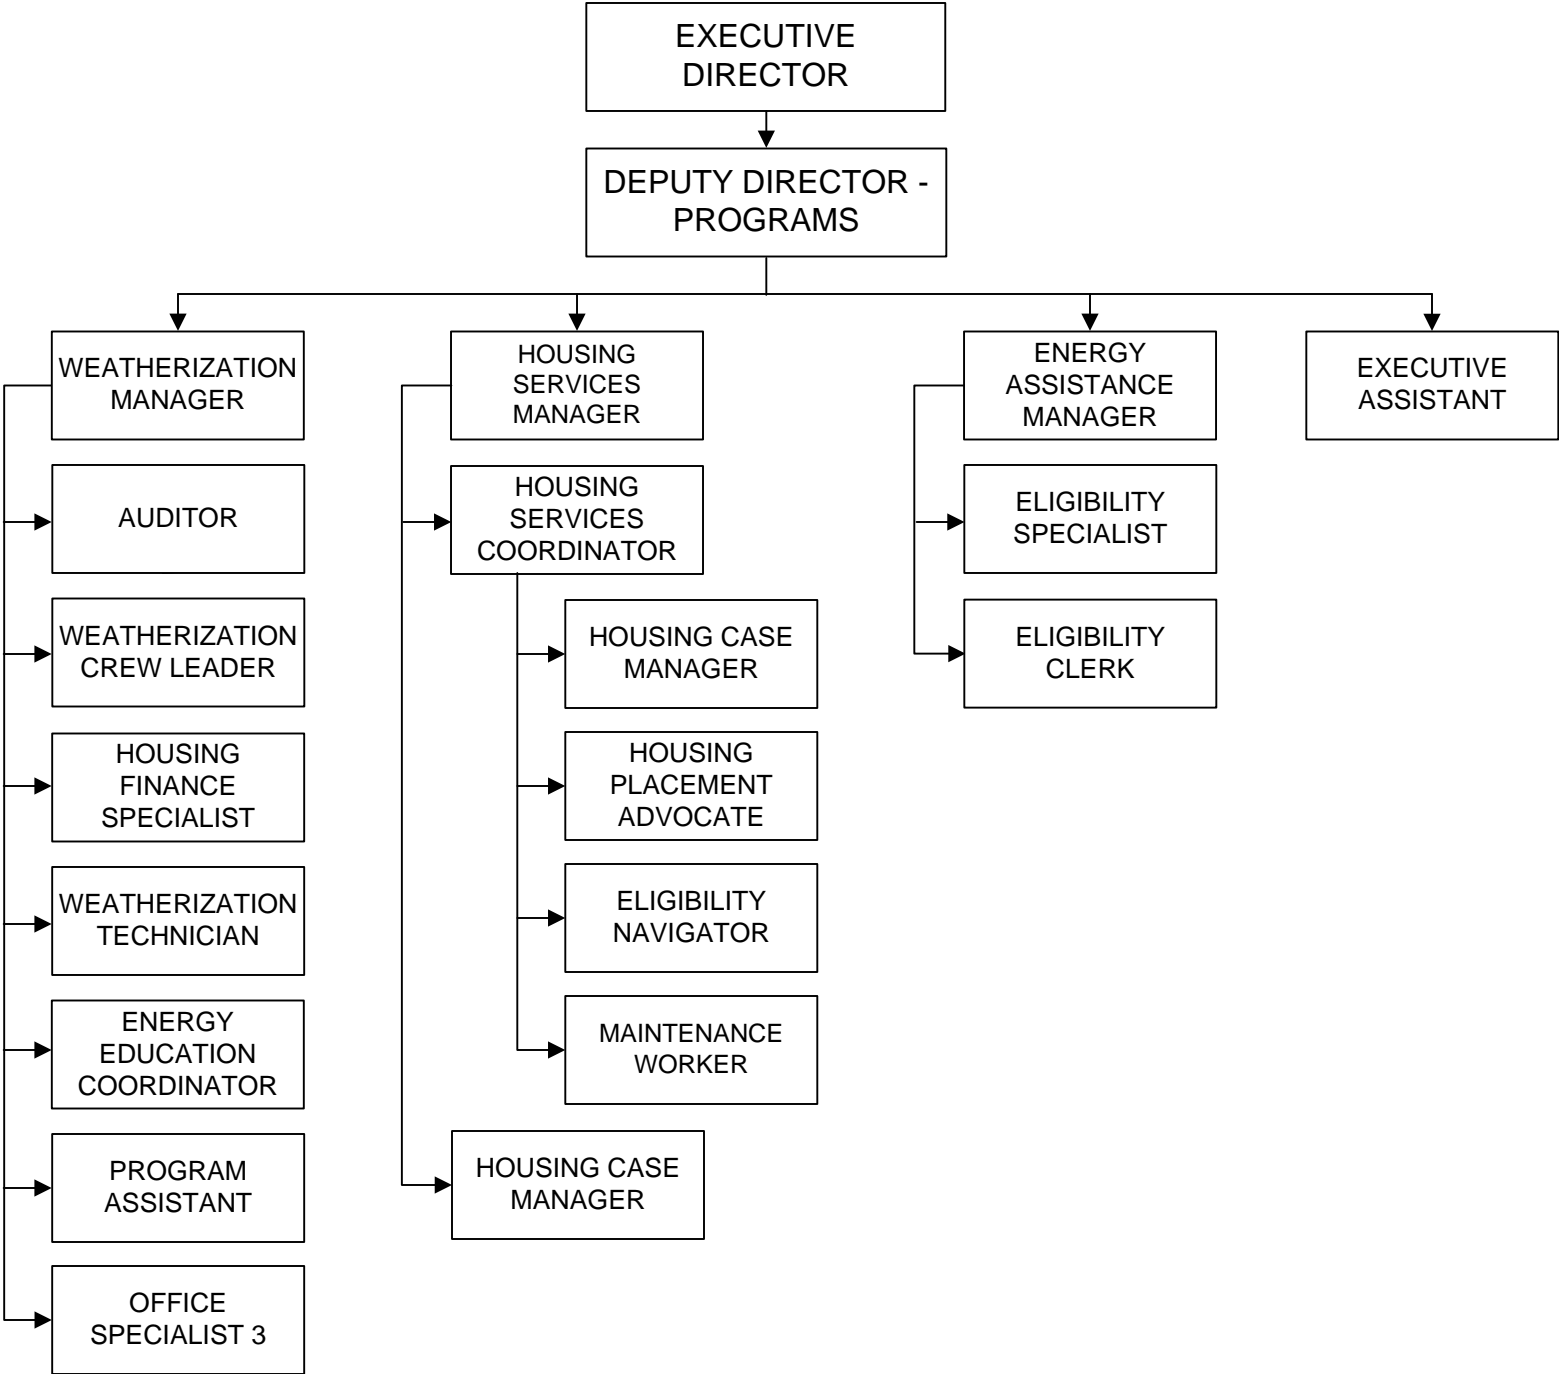 EXECUTIVE
DIRECTOR
DEPUTY DIRECTOR -
PROGRAMS
WEATHERIZATION
MANAGER
HOUSING
SERVICES
MANAGER
ENERGY
ASSISTANCE
MANAGER
EXECUTIVE
ASSISTANT
AUDITOR
WEATHERIZATION
CREW LEADER
HOUSING
FINANCE
SPECIALIST
WEATHERIZATION
TECHNICIAN
ENERGY
EDUCATION
COORDINATOR
PROGRAM
ASSISTANT
OFFICE
SPECIALIST 3
HOUSING
SERVICES
COORDINATOR
HOUSING CASE
MANAGER
HOUSING
PLACEMENT
ADVOCATE
ELIGIBILITY
NAVIGATOR
MAINTENANCE
WORKER
HOUSING CASE
MANAGER
ELIGIBILITY
SPECIALIST
ELIGIBILITY
CLERK